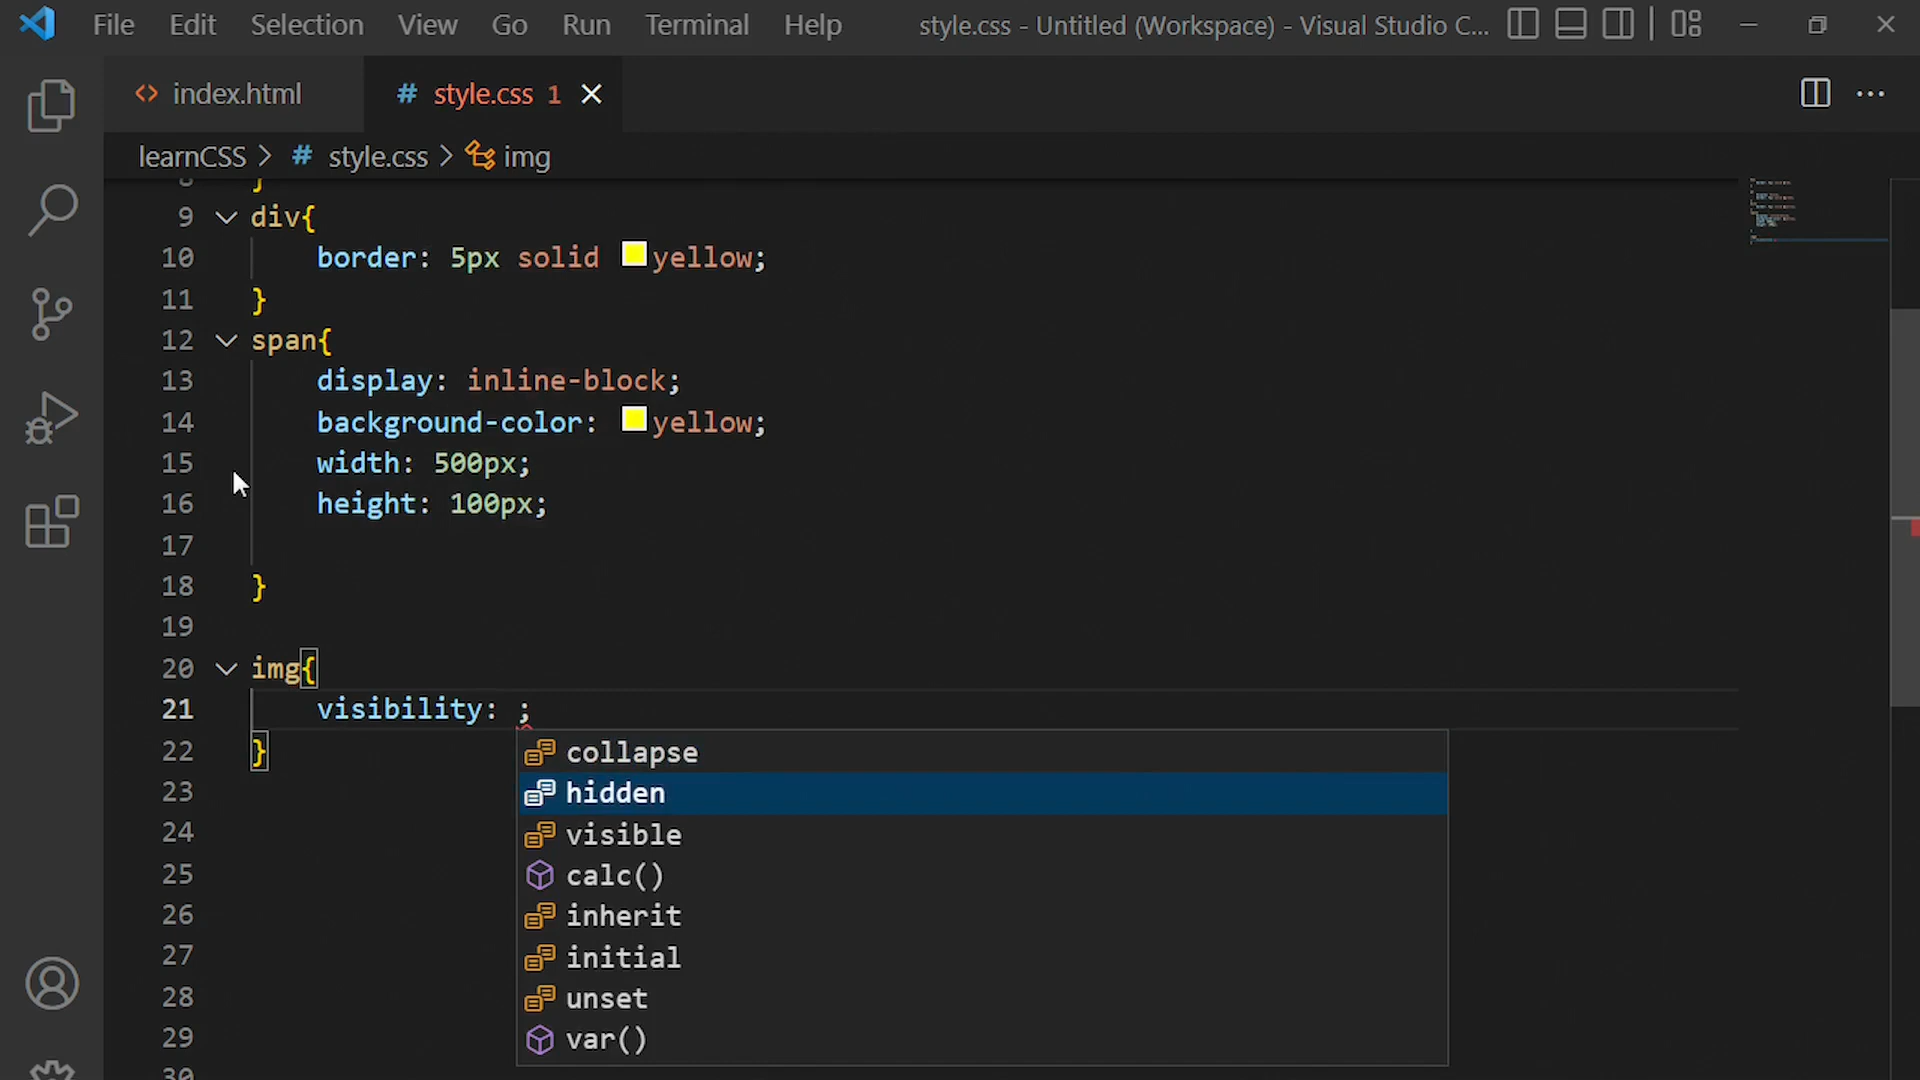 File Edit Selection View Go Run Terminal Help style.css - Untitled (Workspace) - Visual Studio C...
<> index.html # style.css 1
learnCSS > # style.css > img
8 }
9 div{
10 border: 5px solid yellow;
11 }
12 span{
13 display: inline-block;
14 background-color: yellow;
15 width: 500px;
16 height: 100px;
17
18 }
19
20 img{
21 visibility: ;
22 }
collapse
23 hidden
24 visible
25 calc()
26 inherit
27 initial
28 unset
29 var()
30